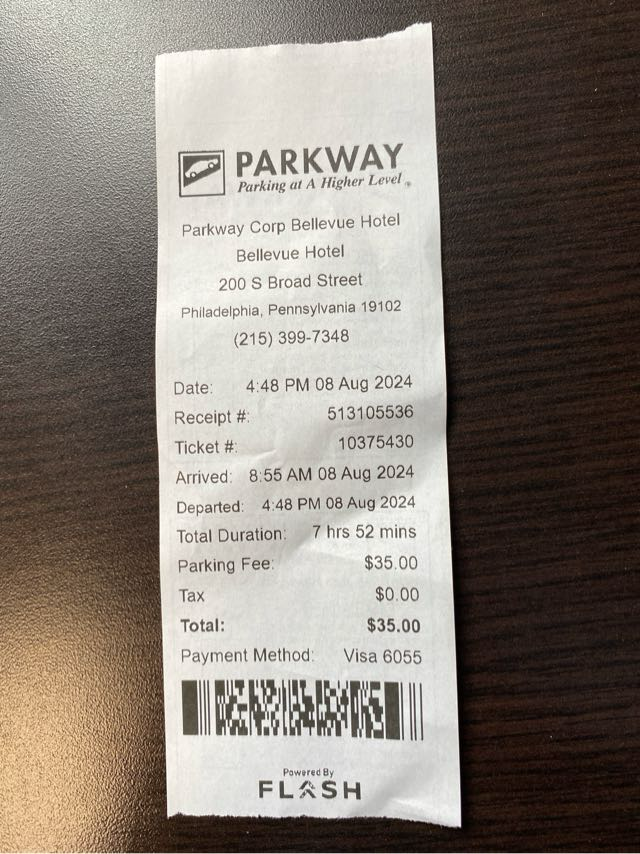 PARKWAY
Parking at A Higher Level
Parkway Corp Bellevue Hotel
Bellevue Hotel
200 S Broad Street
Philadelphia, Pennsylvania 19102
(215) 399-7348
Date: 4:48 PM 08 Aug 2024
Receipt #: 513105536
Ticket #: 10375430
Arrived: 8:55 AM 08 Aug 2024
Departed: 4:48 PM 08 Aug 2024
Total Duration: 7 hrs 52 mins
Parking Fee: $35.00
Tax $0.00
Total: $35.00
Payment Method: Visa 6055
Powered By
FLASH